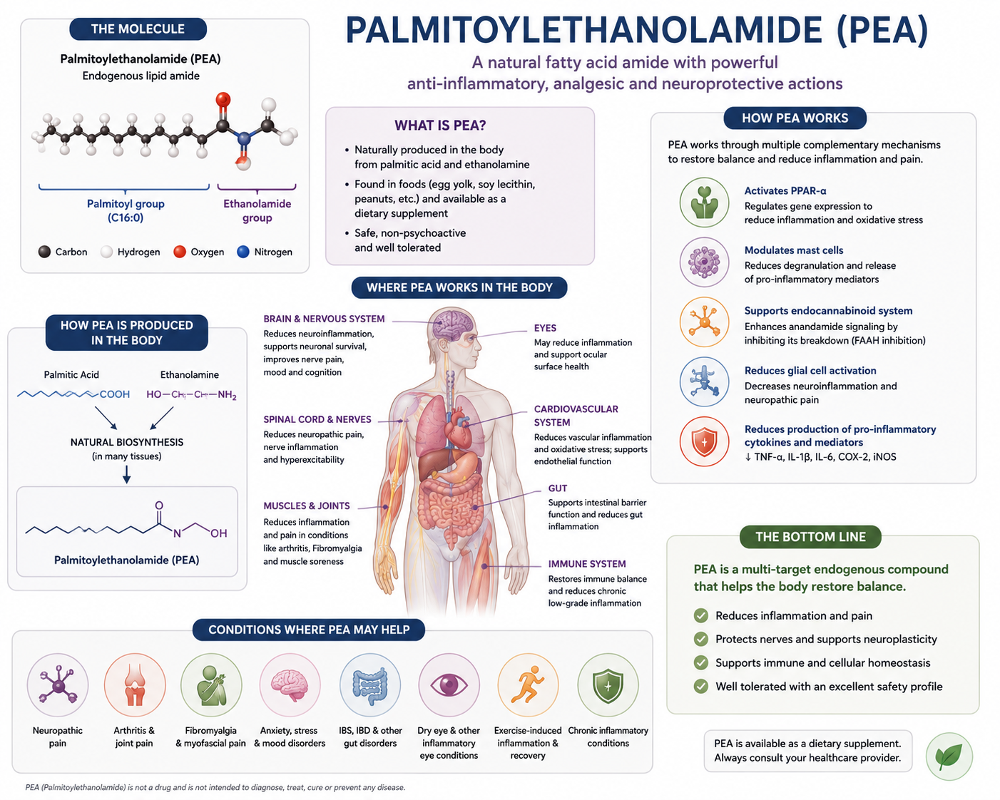 PALMITOYLETHANOLAMIDE (PEA)
A natural fatty acid amide with powerful
anti-inflammatory, analgesic and neuroprotective actions
THE MOLECULE
Palmitoylethanolamide (PEA)
Endogenous lipid amide
Palmitoyl group
(C16:0)
Ethanolamide
group
Carbon
Hydrogen
Oxygen
Nitrogen
WHAT IS PEA?
• Naturally produced in the body
from palmitic acid and ethanolamine
• Found in foods (egg yolk, soy lecithin,
peanuts, etc.) and available as a
dietary supplement
• Safe, non-psychoactive
and well tolerated
HOW PEA WORKS
PEA works through multiple complementary mechanisms
to restore balance and reduce inflammation and pain.
Activates PPAR-α
Regulates gene expression to
reduce inflammation and oxidative stress
Modulates mast cells
Reduces degranulation and release
of pro-inflammatory mediators
Supports endocannabinoid system
Enhances anandamide signaling by
inhibiting its breakdown (FAAH inhibition)
Reduces glial cell activation
Decreases neuroinflammation and
neuropathic pain
Reduces production of pro-inflammatory
cytokines and mediators
↓ TNF-α, IL-1β, IL-6, COX-2, iNOS
HOW PEA IS PRODUCED
IN THE BODY
Palmitic Acid
COOH
Ethanolamine
HO
NH₂
NATURAL BIOSYNTHESIS
(in many tissues)
O
N
OH
Palmitoylethanolamide (PEA)
WHERE PEA WORKS IN THE BODY
BRAIN & NERVOUS SYSTEM
Reduces neuroinflammation,
supports neuronal survival,
improves nerve pain,
mood and cognition
SPINAL CORD & NERVES
Reduces neuropathic pain,
nerve inflammation
and hyperexcitability
MUSCLES & JOINTS
Reduces inflammation
and pain in conditions
like arthritis, Fibromyalgia
and muscle soreness
EYES
May reduce inflammation
and support ocular
surface health
CARDIOVASCULAR
SYSTEM
Reduces vascular inflammation
and oxidative stress; supports
endothelial function
GUT
Supports intestinal barrier
function and reduces gut
inflammation
IMMUNE SYSTEM
Restores immune balance
and reduces chronic
low-grade inflammation
THE BOTTOM LINE
PEA is a multi-target endogenous compound
that helps the body restore balance.
Reduces inflammation and pain
Protects nerves and supports neuroplasticity
Supports immune and cellular homeostasis
Well tolerated with an excellent safety profile
CONDITIONS WHERE PEA MAY HELP
Neuropathic
pain
Arthritis &
joint pain
Fibromyalgia
& myofascial pain
Anxiety, stress
& mood disorders
IBS, IBD & other
gut disorders
Dry eye & other
inflammatory
eye conditions
Exercise-induced
inflammation &
recovery
Chronic inflammatory
conditions
PEA is available as a dietary supplement.
Always consult your healthcare provider.
PEA (Palmitoylethanolamide) is not a drug and is not intended to diagnose, treat, cure or prevent any disease.